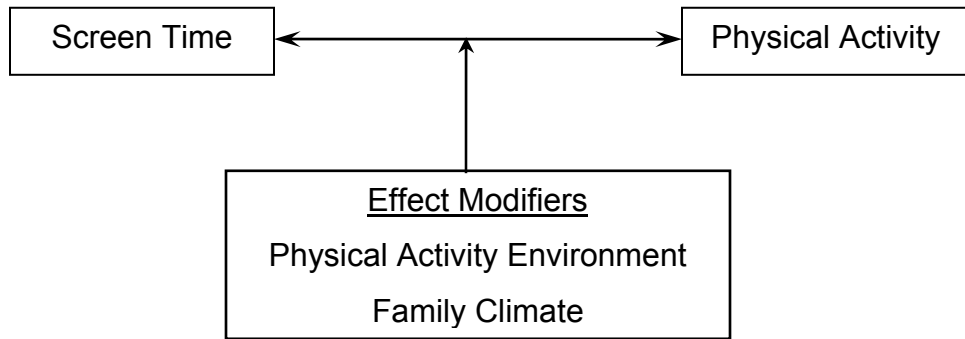 Screen Time
Physical Activity
Effect Modifiers
Physical Activity Environment
Family Climate